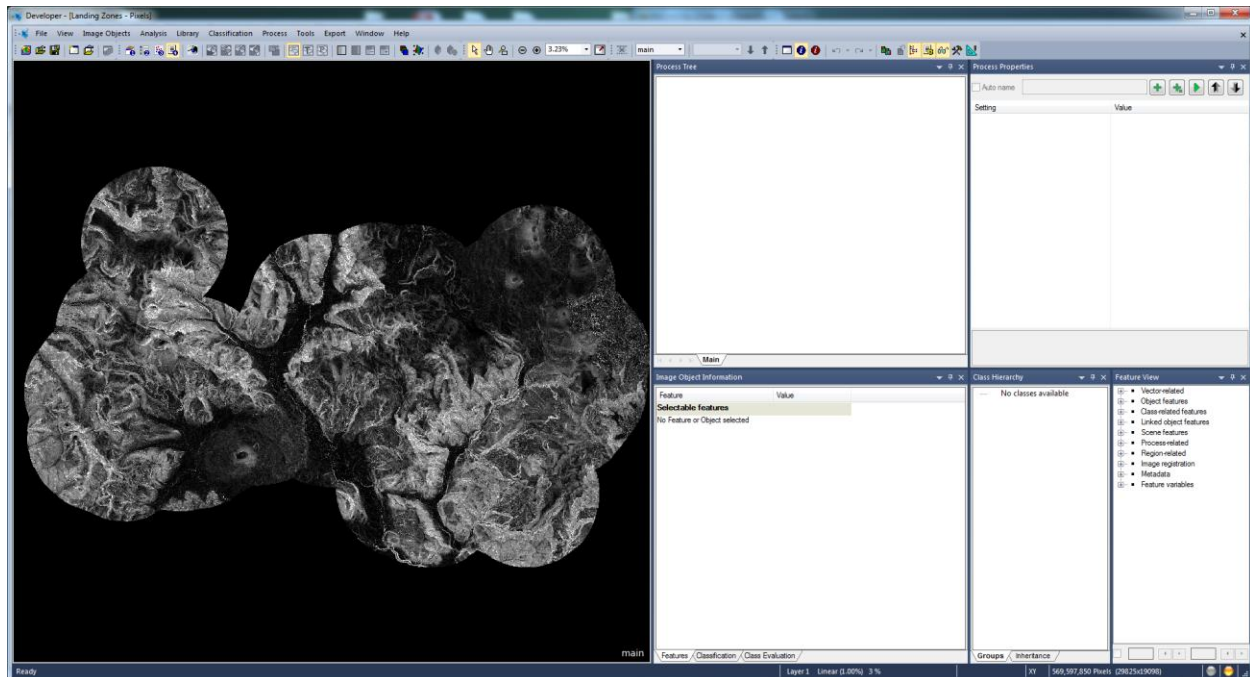 Developer - [Landing Zones - Pixels]
File View Image Objects Analysis Library Classification Process Tools Export Window Help
3.23% main
Process Tree
Process Properties
Auto name
Setting Value
Main
Image Object Information
Class Hierarchy
Feature View
Feature Value
Selectable features
No Feature or Object selected
No classes available
Vector-related
Object features
Class-related features
Linked object features
Scene features
Process-related
Region-related
Image registration
Metadata
Feature variables
main
Features Classification Class Evaluation
Groups Inheritance
Ready
Layer 1 Linear (1.00%) 3 %
XY 569,597,850 Pixels (29825x19098)